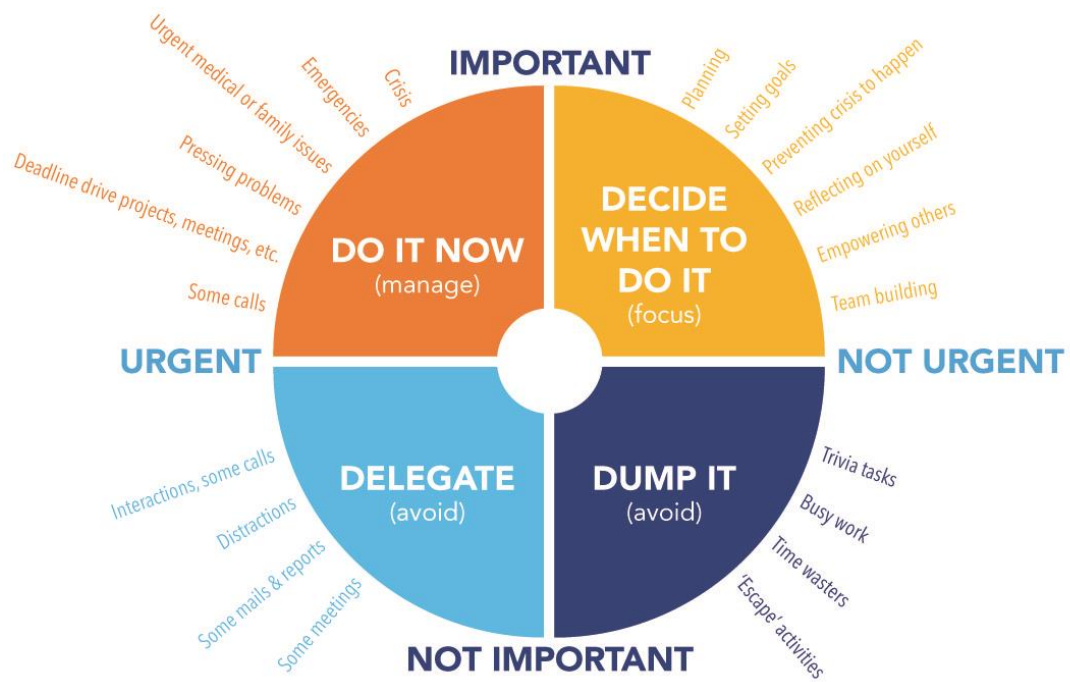 IMPORTANT
Crisis
Emergencies
Urgent medical or family issues
Pressing problems
Deadline drive projects, meetings, etc.
Some calls
DO IT NOW
(manage)
Planning
Setting goals
Preventing crisis to happen
Reflecting on yourself
Empowering others
Team building
DECIDE
WHEN TO
DO IT
(focus)
URGENT
NOT URGENT
Interactions, some calls
Distractions
Some mails & reports
Some meetings
DELEGATE
(avoid)
Trivia tasks
Busy work
Time wasters
'Escape' activities
DUMP IT
(avoid)
NOT IMPORTANT